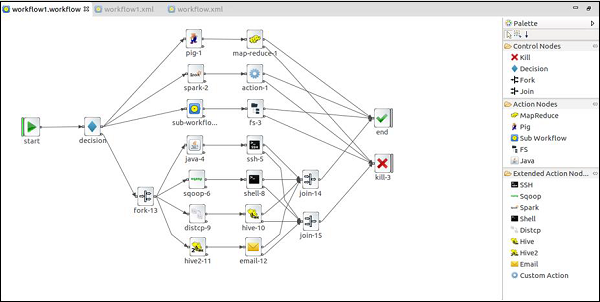 workflow1.workflow
workflow1.xml
workflow.xml
pig-1
map-reduce-1
spark-2
action-1
sub-workflo...
fs-3
end
start
decision
java-4
ssh-5
kill-3
sqoop-6
shell-8
join-14
fork-13
distcp-9
hive-10
join-15
hive2-11
email-12
Palette
Control Nodes
Kill
Decision
Fork
Join
Action Nodes
MapReduce
Pig
Sub Workflow
FS
Java
Extended Action Nod...
SSH
Sqoop
Spark
Shell
Distcp
Hive
Hive2
Email
Custom Action